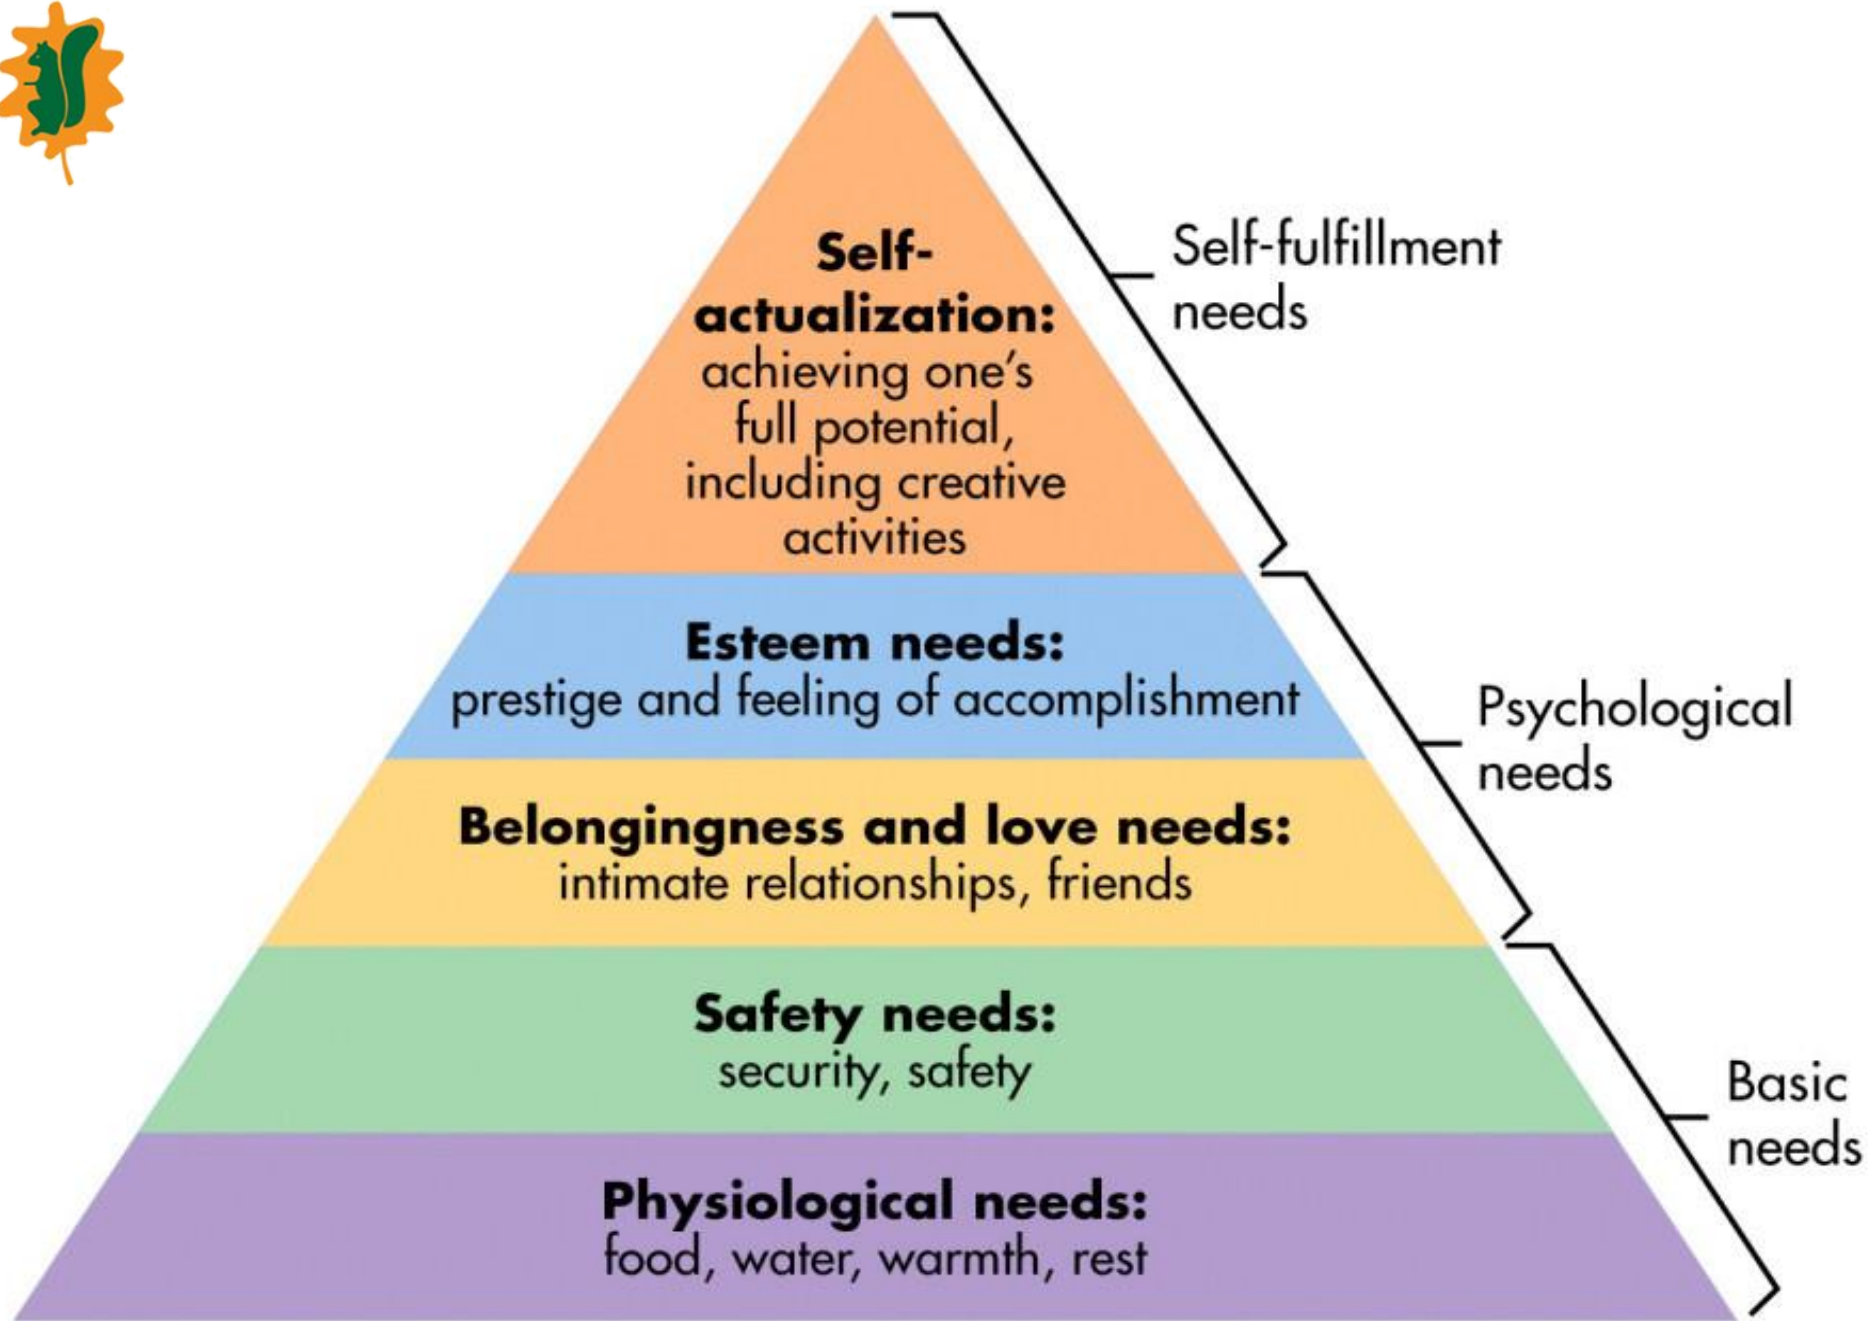 Self-
actualization:
achieving one’s
full potential,
including creative
activities
Self-fulfillment
needs
Esteem needs:
prestige and feeling of accomplishment
Psychological
needs
Belongingness and love needs:
intimate relationships, friends
Safety needs:
security, safety
Basic
needs
Physiological needs:
food, water, warmth, rest